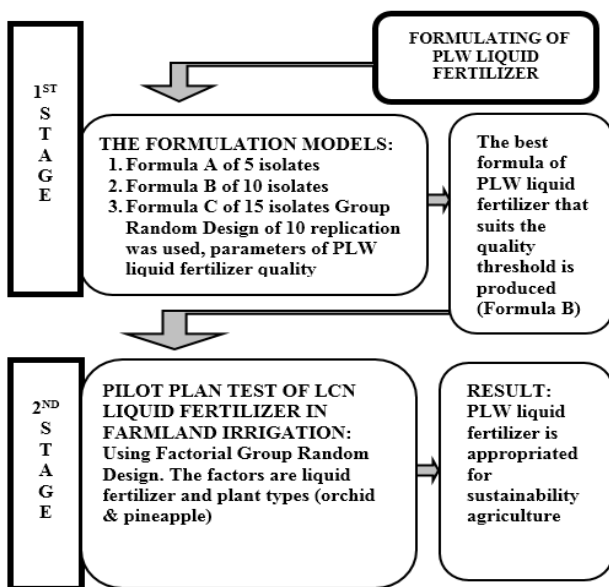 FORMULATING OF
PLW LIQUID
FERTILIZER
1ST
S
T
A
G
E
THE FORMULATION MODELS:
1. Formula A of 5 isolates
2. Formula B of 10 isolates
3. Formula C of 15 isolates Group
Random Design of 10 replication
was used, parameters of PLW
liquid fertilizer quality
The best
formula of
PLW liquid
fertilizer that
suits the
quality
threshold is
produced
(Formula B)
2ND
S
T
A
G
E
PILOT PLAN TEST OF LCN
LIQUID FERTILIZER IN
FARMLAND IRRIGATION:
Using Factorial Group Random
Design. The factors are liquid
fertilizer and plant types (orchid
& pineapple)
RESULT:
PLW liquid
fertilizer is
appropriated
for
sustainability
agriculture